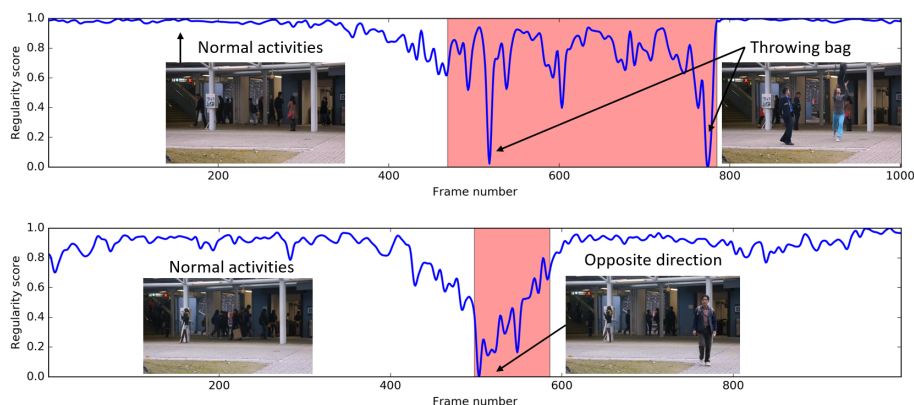 1.0
0.8
0.6
0.4
0.2
0.0
Regularity score
Normal activities
Throwing bag
200
400
600
800
1000
Frame number
1.0
0.8
0.6
0.4
0.2
0.0
Regularity score
Normal activities
Opposite direction
200
400
600
800
Frame number